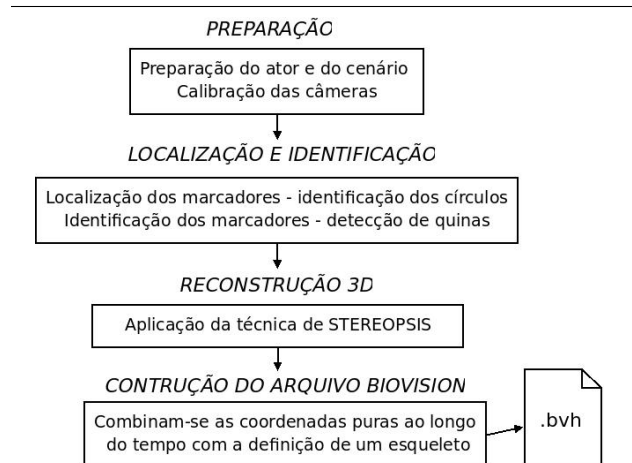 PREPARAÇÃO
Preparação do ator e do cenário
Calibração das câmeras
LOCALIZAÇÃO E IDENTIFICAÇÃO
Localização dos marcadores - identificação dos círculos
Identificação dos marcadores - detecção de quinas
RECONSTRUÇÃO 3D
Aplicação da técnica de STEREOPSIS
CONTRUÇÃO DO ARQUIVO BIOVISION
Combinam-se as coordenadas puras ao longo
do tempo com a definição de um esqueleto
.bvh